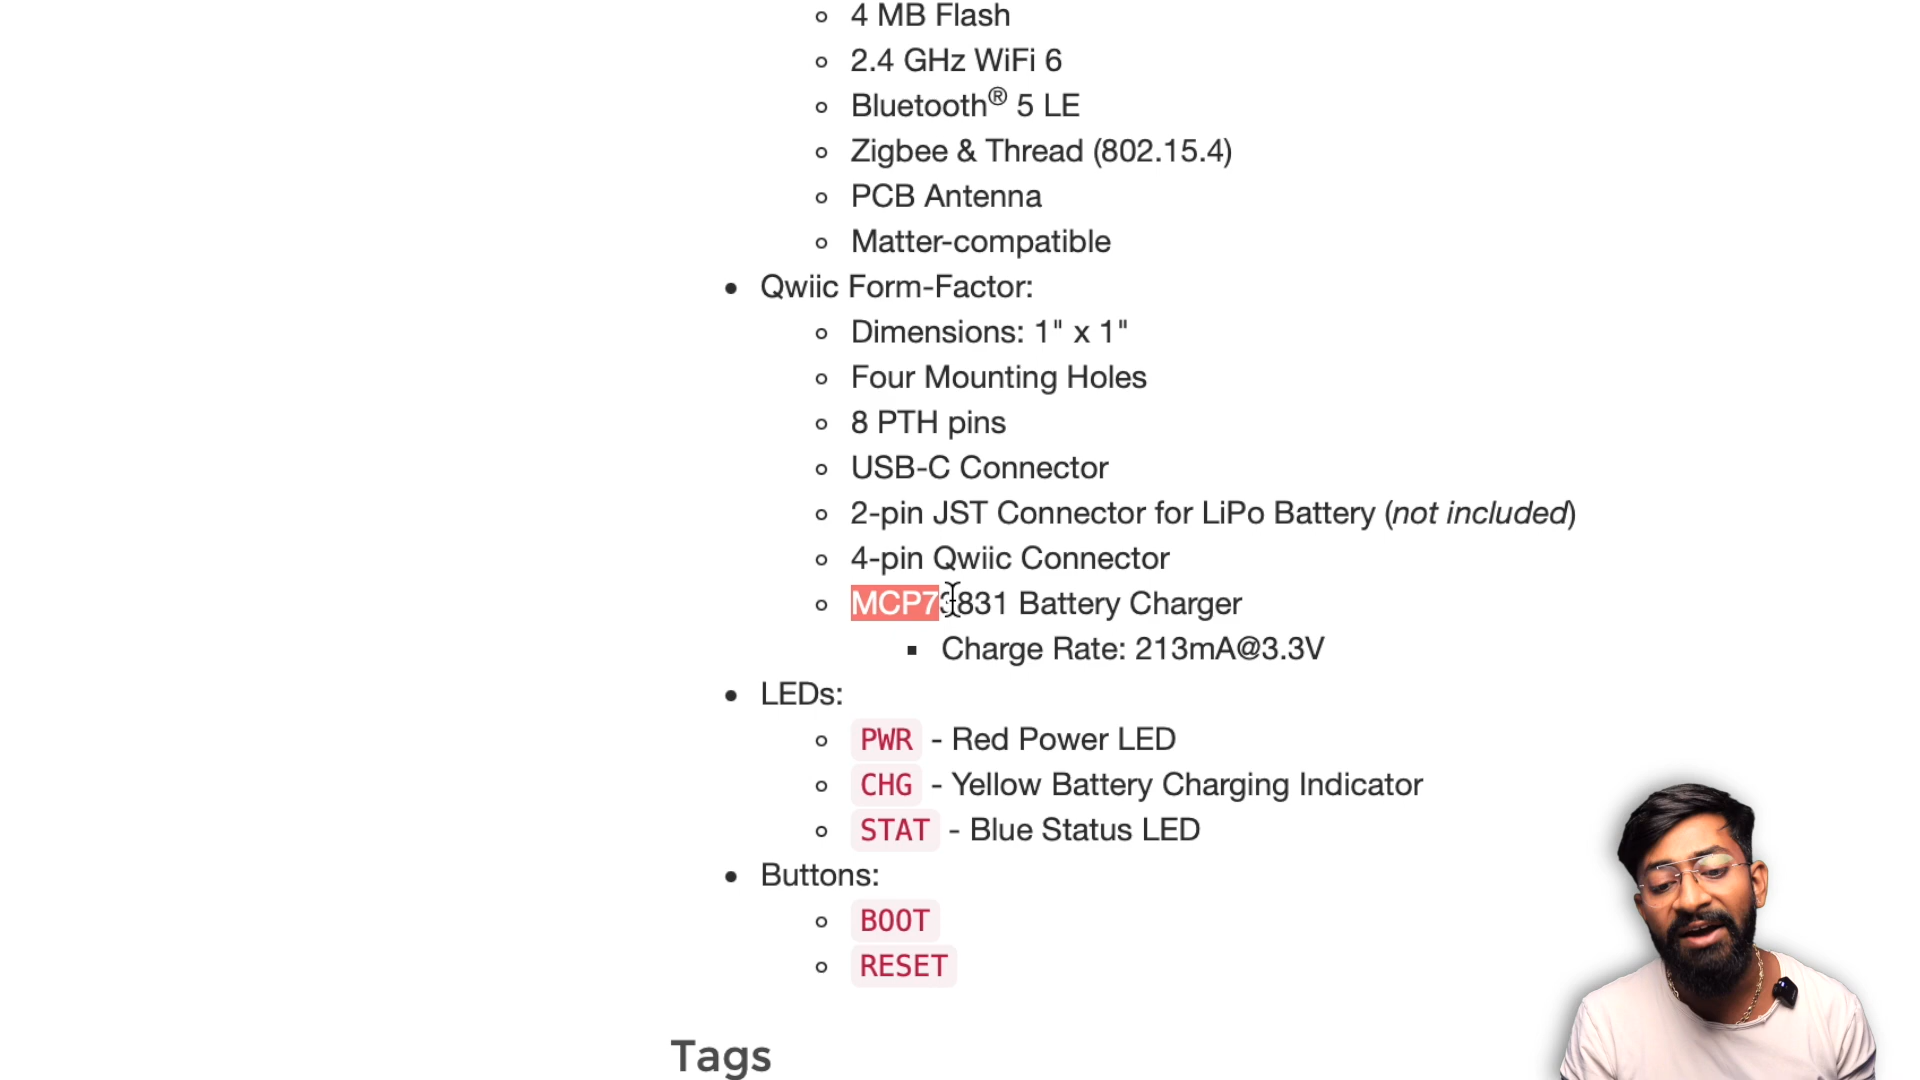 4 MB Flash
2.4 GHz WiFi 6
Bluetooth® 5 LE
Zigbee & Thread (802.15.4)
PCB Antenna
Matter-compatible
Qwiic Form-Factor:
Dimensions: 1" x 1"
Four Mounting Holes
8 PTH pins
USB-C Connector
2-pin JST Connector for LiPo Battery (not included)
4-pin Qwiic Connector
MCP73831 Battery Charger
Charge Rate: 213mA@3.3V
LEDs:
PWR - Red Power LED
CHG - Yellow Battery Charging Indicator
STAT - Blue Status LED
Buttons:
BOOT
RESET
Tags